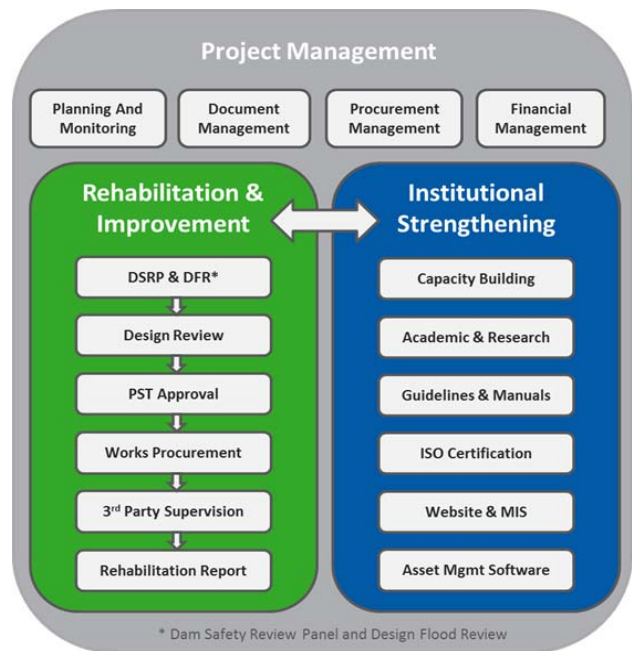 Project Management
Planning And
Monitoring
Document
Management
Procurement
Management
Financial
Management
Rehabilitation &
Improvement
DSRP & DFR*
Design Review
PST Approval
Works Procurement
3rd Party Supervision
Rehabilitation Report
Institutional
Strengthening
Capacity Building
Academic & Research
Guidelines & Manuals
ISO Certification
Website & MIS
Asset Mgmt Software
* Dam Safety Review Panel and Design Flood Review